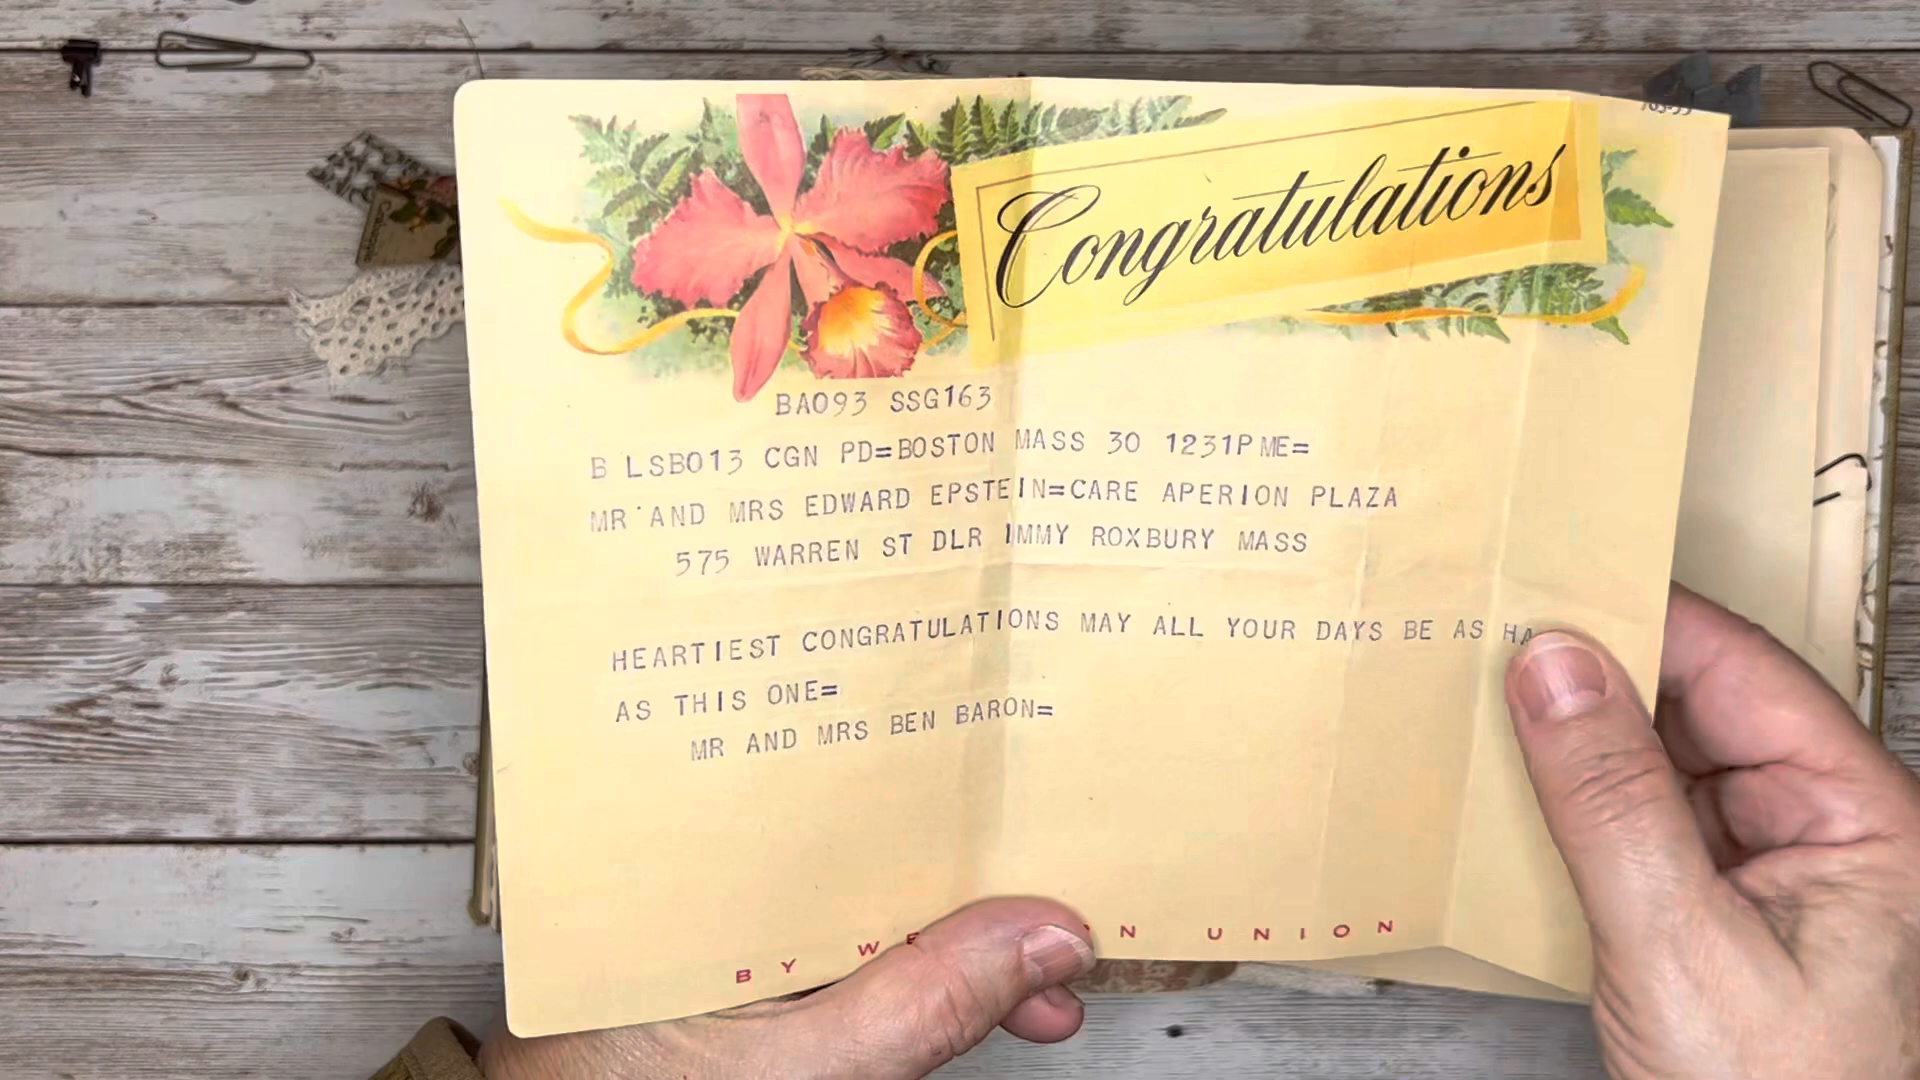 Congratulations
BA093 SSG163
B LSB013 CGN PD=BOSTON MASS 30 1231P ME=
MR AND MRS EDWARD EPSTEIN=CARE APERION PLAZA
575 WARREN ST DLR IMMY ROXBURY MASS
HEARTIEST CONGRATULATIONS MAY ALL YOUR DAYS BE AS
AS THIS ONE=
MR AND MRS BEN BARON=
BY UNION